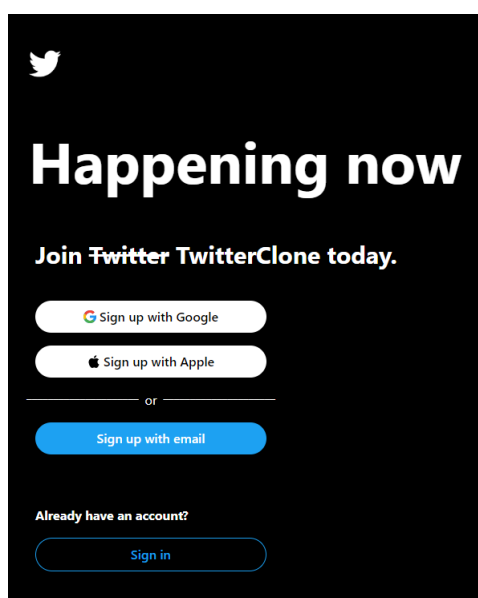 Happening now
Join Twitter TwitterClone today.
Sign up with Google
Sign up with Apple
or
Sign up with email
Already have an account?
Sign in